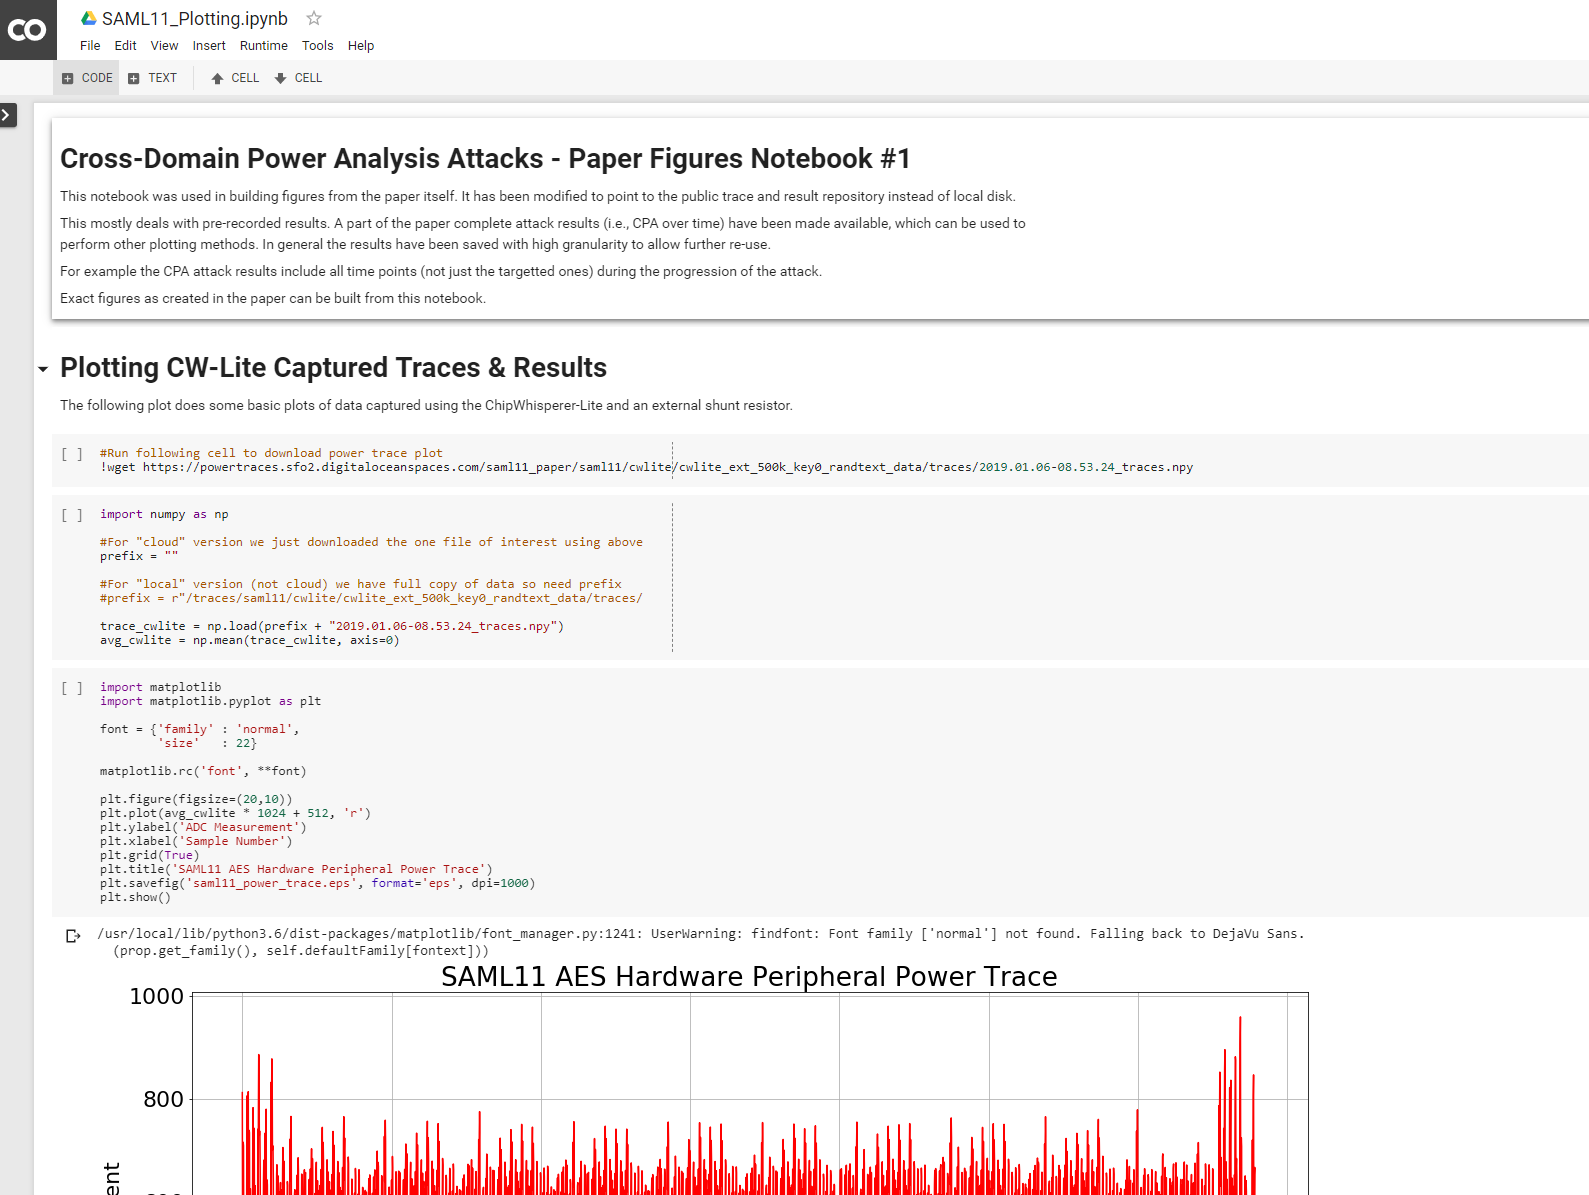 CO
SAML11_Plotting.ipynb
File Edit View Insert Runtime Tools Help
CODE TEXT CELL CELL
Cross-Domain Power Analysis Attacks - Paper Figures Notebook #1
This notebook was used in building figures from the paper itself. It has been modified to point to the public trace and result repository instead of local disk.
This mostly deals with pre-recorded results. A part of the paper complete attack results (i.e., CPA over time) have been made available, which can be used to
perform other plotting methods. In general the results have been saved with high granularity to allow further re-use.
For example the CPA attack results include all time points (not just the targetted ones) during the progression of the attack.
Exact figures as created in the paper can be built from this notebook.
Plotting CW-Lite Captured Traces & Results
The following plot does some basic plots of data captured using the ChipWhisperer-Lite and an external shunt resistor.
[ ] #Run following cell to download power trace plot
!wget https://powertraces.sfo2.digitaloceanspaces.com/saml11_paper/saml11/cwlite/cwlite_ext_500k_key0_randtext_data/traces/2019.01.06-08.53.24_traces.npy
[ ] import numpy as np
#For "cloud" version we just downloaded the one file of interest using above
prefix = ""
#For "local" version (not cloud) we have full copy of data so need prefix
#prefix = r"/traces/saml11/cwlite/cwlite_ext_500k_key0_randtext_data/traces/
trace_cwlite = np.load(prefix + "2019.01.06-08.53.24_traces.npy")
avg_cwlite = np.mean(trace_cwlite, axis=0)
[ ] import matplotlib
import matplotlib.pyplot as plt
font = {'family' : 'normal',
'size'   : 22}
matplotlib.rc('font', **font)
plt.figure(figsize=(20,10))
plt.plot(avg_cwlite * 1024 + 512, 'r')
plt.ylabel('ADC Measurement')
plt.xlabel('Sample Number')
plt.grid(True)
plt.title('SAML11 AES Hardware Peripheral Power Trace')
plt.savefig('saml11_power_trace.eps', format='eps', dpi=1000)
plt.show()
/usr/local/lib/python3.6/dist-packages/matplotlib/font_manager.py:1241: UserWarning: findfont: Font family ['normal'] not found. Falling back to DejaVu Sans.
(prop.get_family(), self.defaultFamily[fontext]))
SAML11 AES Hardware Peripheral Power Trace
1000
800
ent